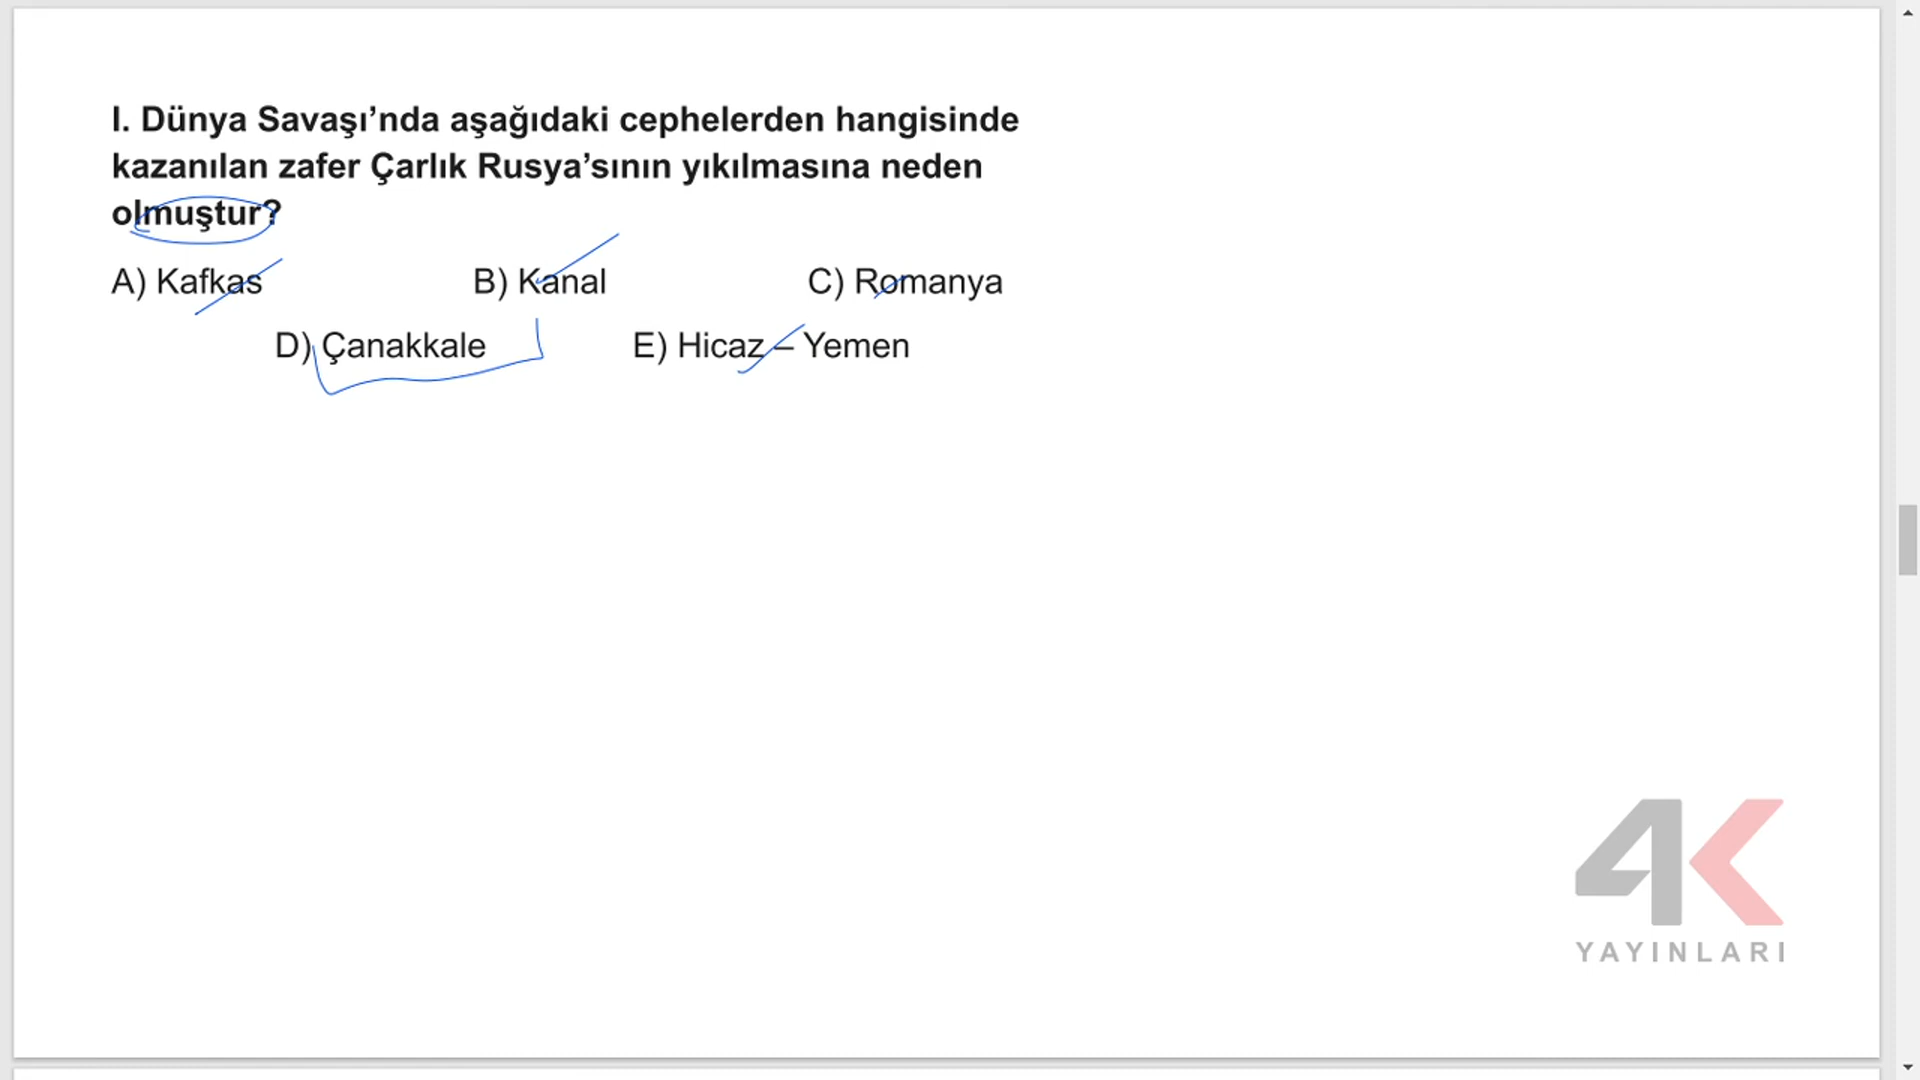 I. Dünya Savaşı’nda aşağıdaki cephelerden hangisinde
kazanılan zafer Çarlık Rusya’sının yıkılmasına neden
olmuştur?
A) Kafkas B) Kanal C) Romanya
D) Çanakkale E) Hicaz – Yemen
4K
YAYINLARI